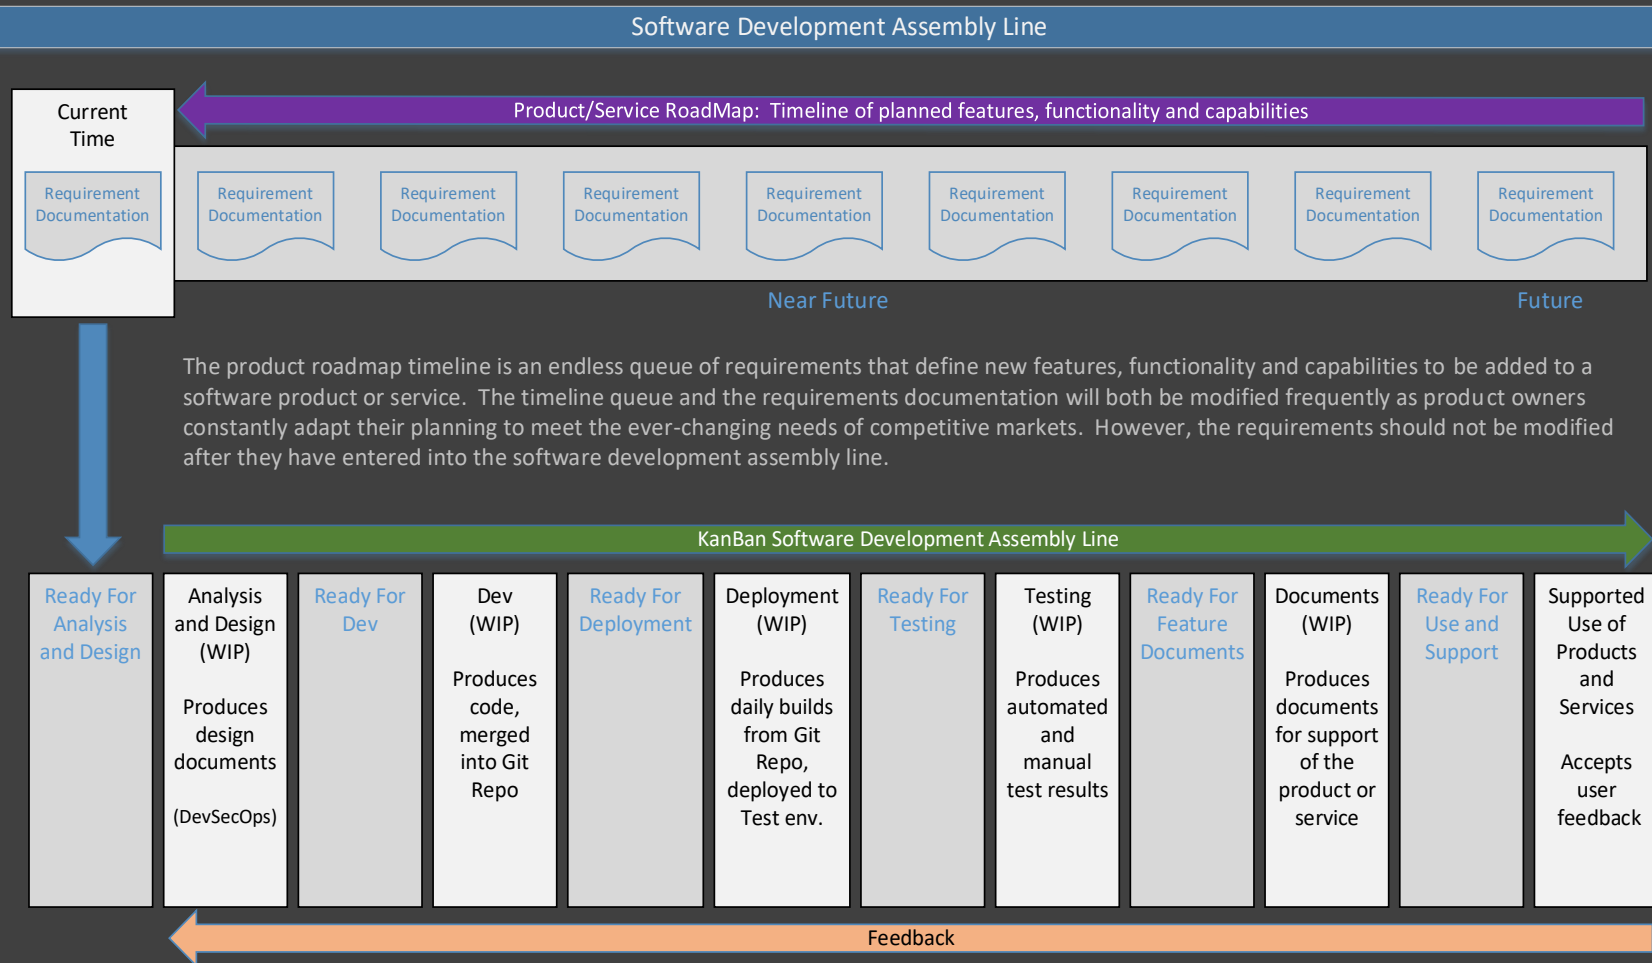 Software Development Assembly Line
Current
Time
Product/Service RoadMap: Timeline of planned features, functionality and capabilities
Requirement
Documentation
Requirement
Documentation
Requirement
Documentation
Requirement
Documentation
Requirement
Documentation
Requirement
Documentation
Requirement
Documentation
Requirement
Documentation
Requirement
Documentation
Near Future
Future
The product roadmap timeline is an endless queue of requirements that define new features, functionality and capabilities to be added to a
software product or service. The timeline queue and the requirements documentation will both be modified frequently as product owners
constantly adapt their planning to meet the ever-changing needs of competitive markets. However, the requirements should not be modified
after they have entered into the software development assembly line.
KanBan Software Development Assembly Line
Ready For
Analysis
and Design
Analysis
and Design
(WIP)
Produces
design
documents
(DevSecOps)
Ready For
Dev
Dev
(WIP)
Produces
code,
merged
into Git
Repo
Ready For
Deployment
Deployment
(WIP)
Produces
daily builds
from Git
Repo,
deployed to
Test env.
Ready For
Testing
Testing
(WIP)
Produces
automated
and
manual
test results
Ready For
Feature
Documents
Documents
(WIP)
Produces
documents
for support
of the
product or
service
Ready For
Use and
Support
Supported
Use of
Products
and
Services
Accepts
user
feedback
Feedback